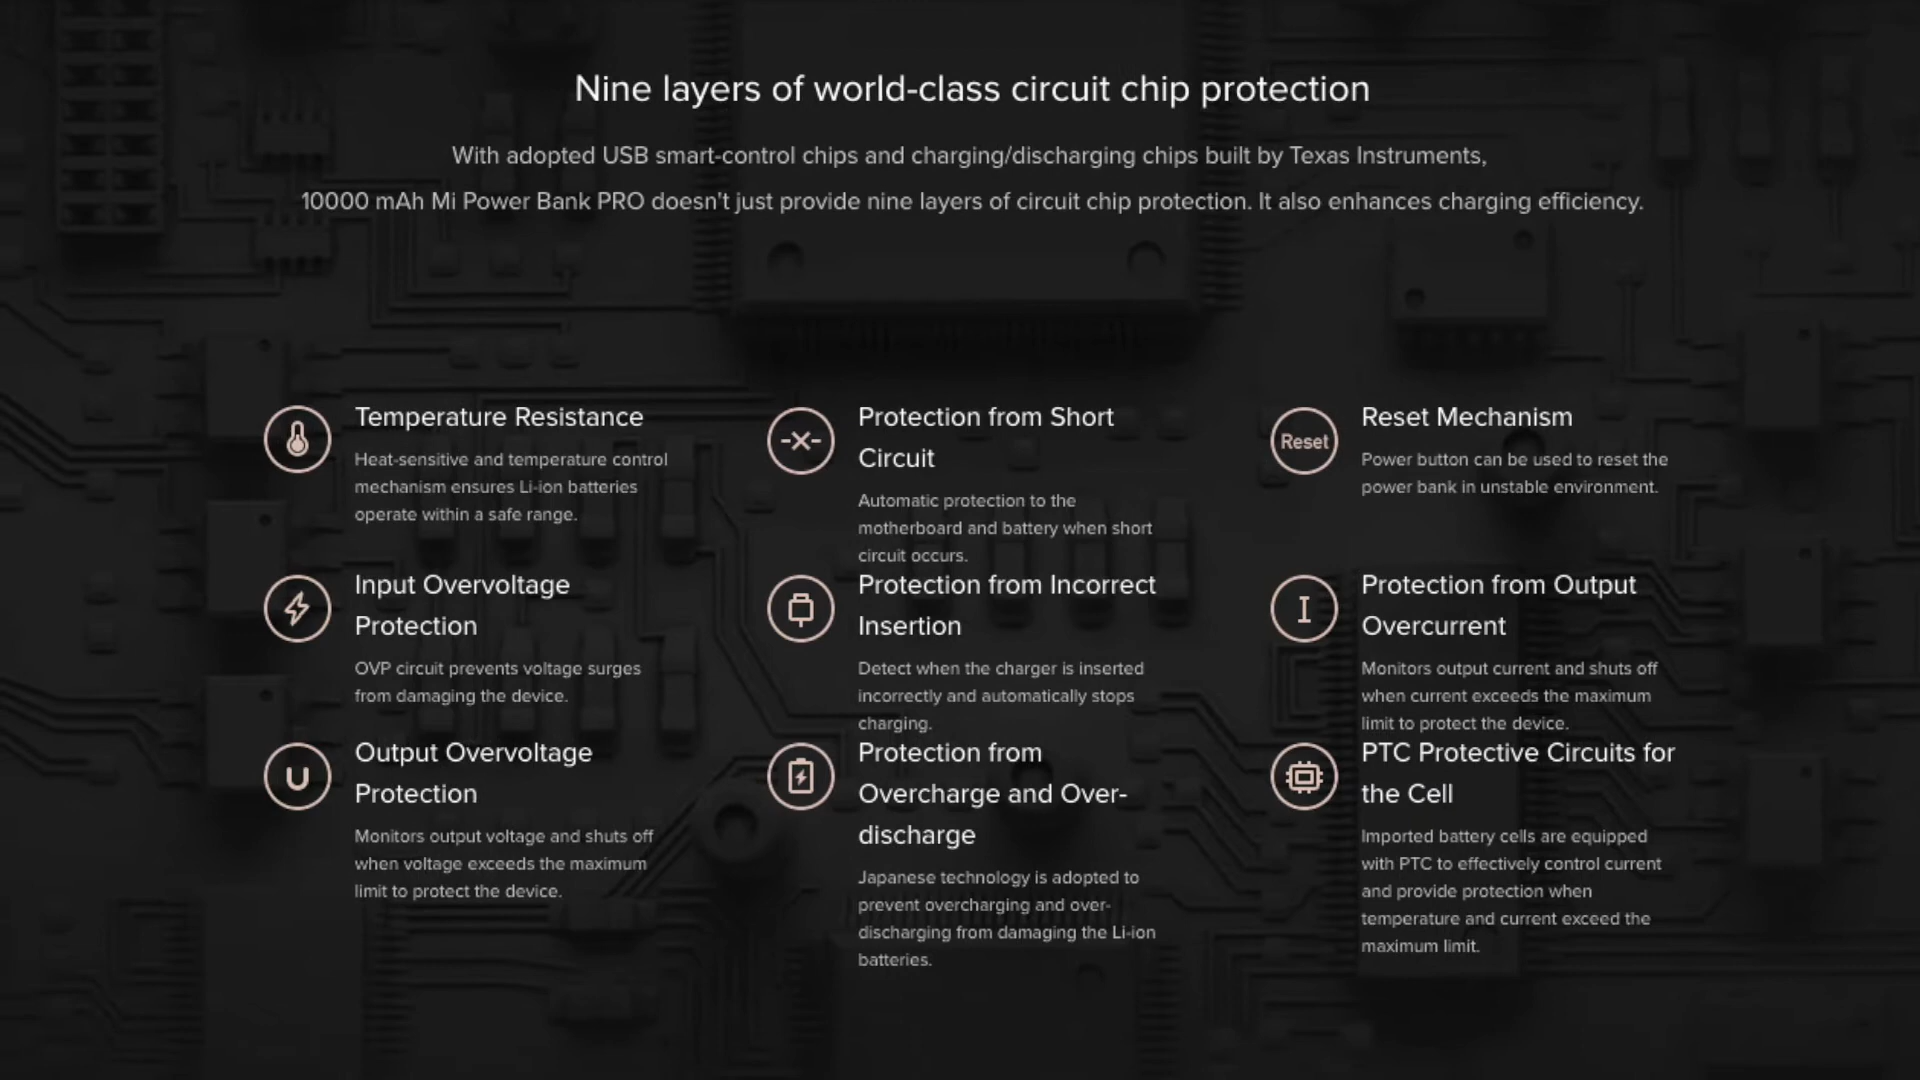 Nine layers of world-class circuit chip protection
With adopted USB smart-control chips and charging/discharging chips built by Texas Instruments,
10000 mAh Mi Power Bank PRO doesn't just provide nine layers of circuit chip protection. It also enhances charging efficiency.
Temperature Resistance
Heat-sensitive and temperature control
mechanism ensures Li-ion batteries
operate within a safe range.
Protection from Short
Circuit
Automatic protection to the
motherboard and battery when short
circuit occurs.
Reset
Reset Mechanism
Power button can be used to reset the
power bank in unstable environment.
Input Overvoltage
Protection
OVP circuit prevents voltage surges
from damaging the device.
Protection from Incorrect
Insertion
Detect when the charger is inserted
incorrectly and automatically stops
charging.
I
Protection from Output
Overcurrent
Monitors output current and shuts off
when current exceeds the maximum
limit to protect the device.
U
Output Overvoltage
Protection
Monitors output voltage and shuts off
when voltage exceeds the maximum
limit to protect the device.
Protection from
Overcharge and Over-
discharge
Japanese technology is adopted to
prevent overcharging and over-
discharging from damaging the Li-ion
batteries.
PTC Protective Circuits for
the Cell
Imported battery cells are equipped
with PTC to effectively control current
and provide protection when
temperature and current exceed the
maximum limit.